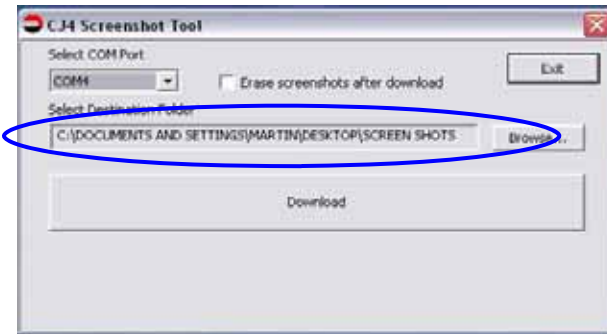 CJ4 Screenshot Tool
Select COM Port
COM4
Erase screenshots after download
Exit
Select Destination Folder
C:\DOCUMENTS AND SETTINGS\MARTIN\DESKTOP\SCREEN SHOTS
Browse...
Download